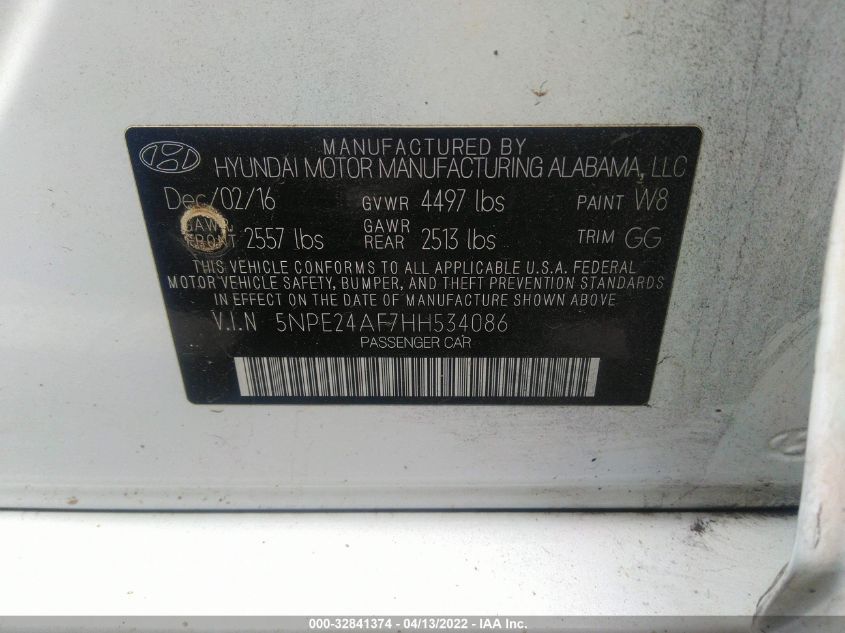 MANUFACTURED BY
HYUNDAI MOTOR MANUFACTURING ALABAMA, LLC
Dec/02/16 GVWR 4497 lbs PAINT W8
GAWR FRONT 2557 lbs GAWR REAR 2513 lbs TRIM GG
THIS VEHICLE CONFORMS TO ALL APPLICABLE U.S.A. FEDERAL
MOTOR VEHICLE SAFETY, BUMPER, AND THEFT PREVENTION STANDARDS
IN EFFECT ON THE DATE OF MANUFACTURE SHOWN ABOVE.
V.I.N 5NPE24AF7HH534086
PASSENGER CAR
000-32841374 - 04/13/2022 - IAA Inc.